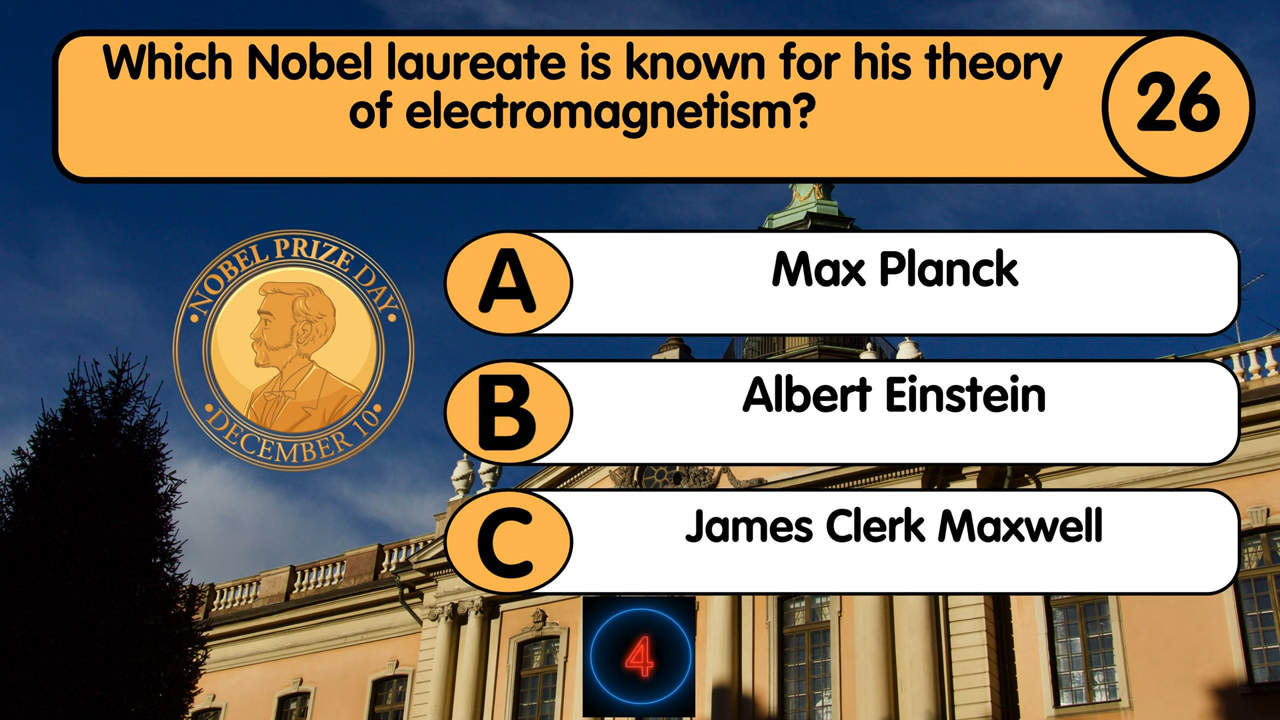 Which Nobel laureate is known for his theory
of electromagnetism?
26
NOBEL PRIZE DAY
DECEMBER 10
A
Max Planck
B
Albert Einstein
C
James Clerk Maxwell
4